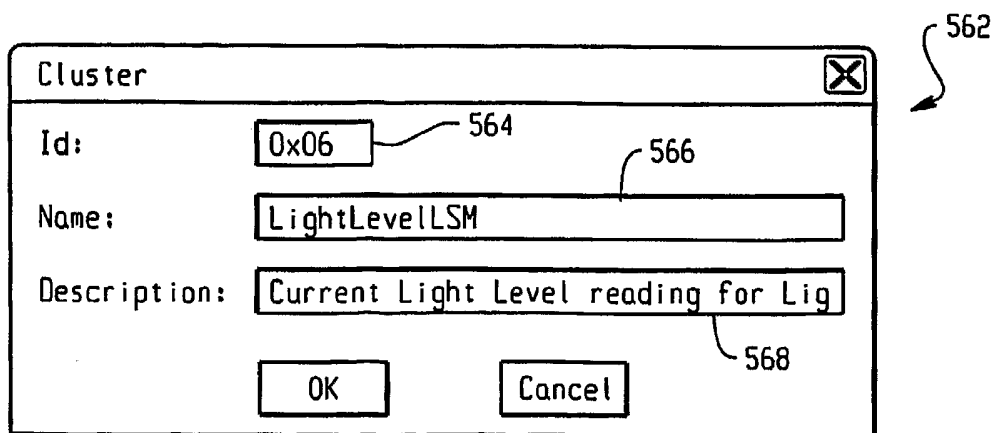 562
Cluster
Id: 0x06 564
566
Name: LightLevelLSM
Description: Current Light Level reading for Lig
568
OK Cancel